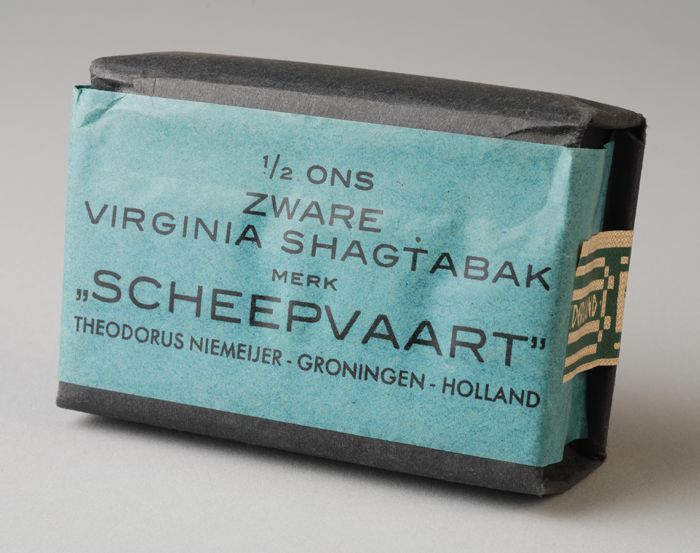 1/2 ONS
ZWARE
VIRGINIA SHAGTABAK
MERK
„SCHEEPVAART”
THEODORUS NIEMEIJER - GRONINGEN - HOLLAND